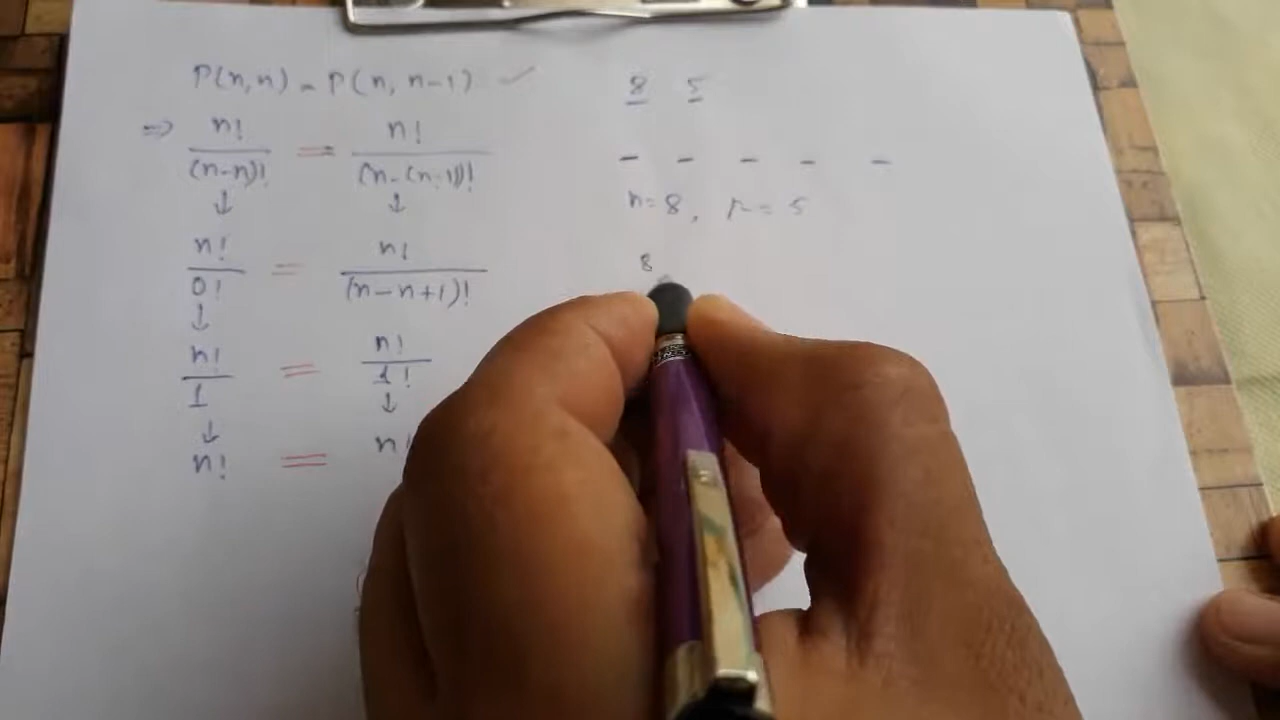 P(n,n) = P(n, n-1) ✓
⇒ n!/(n-n)! = n!/(n-(n-1))!
↓ ↓
n!/0! = n!/(n-n+1)!
↓
n!/1 = n!/1!
↓ ↓
n! = n!
8 5
– – – – –
n=8, r=5
8